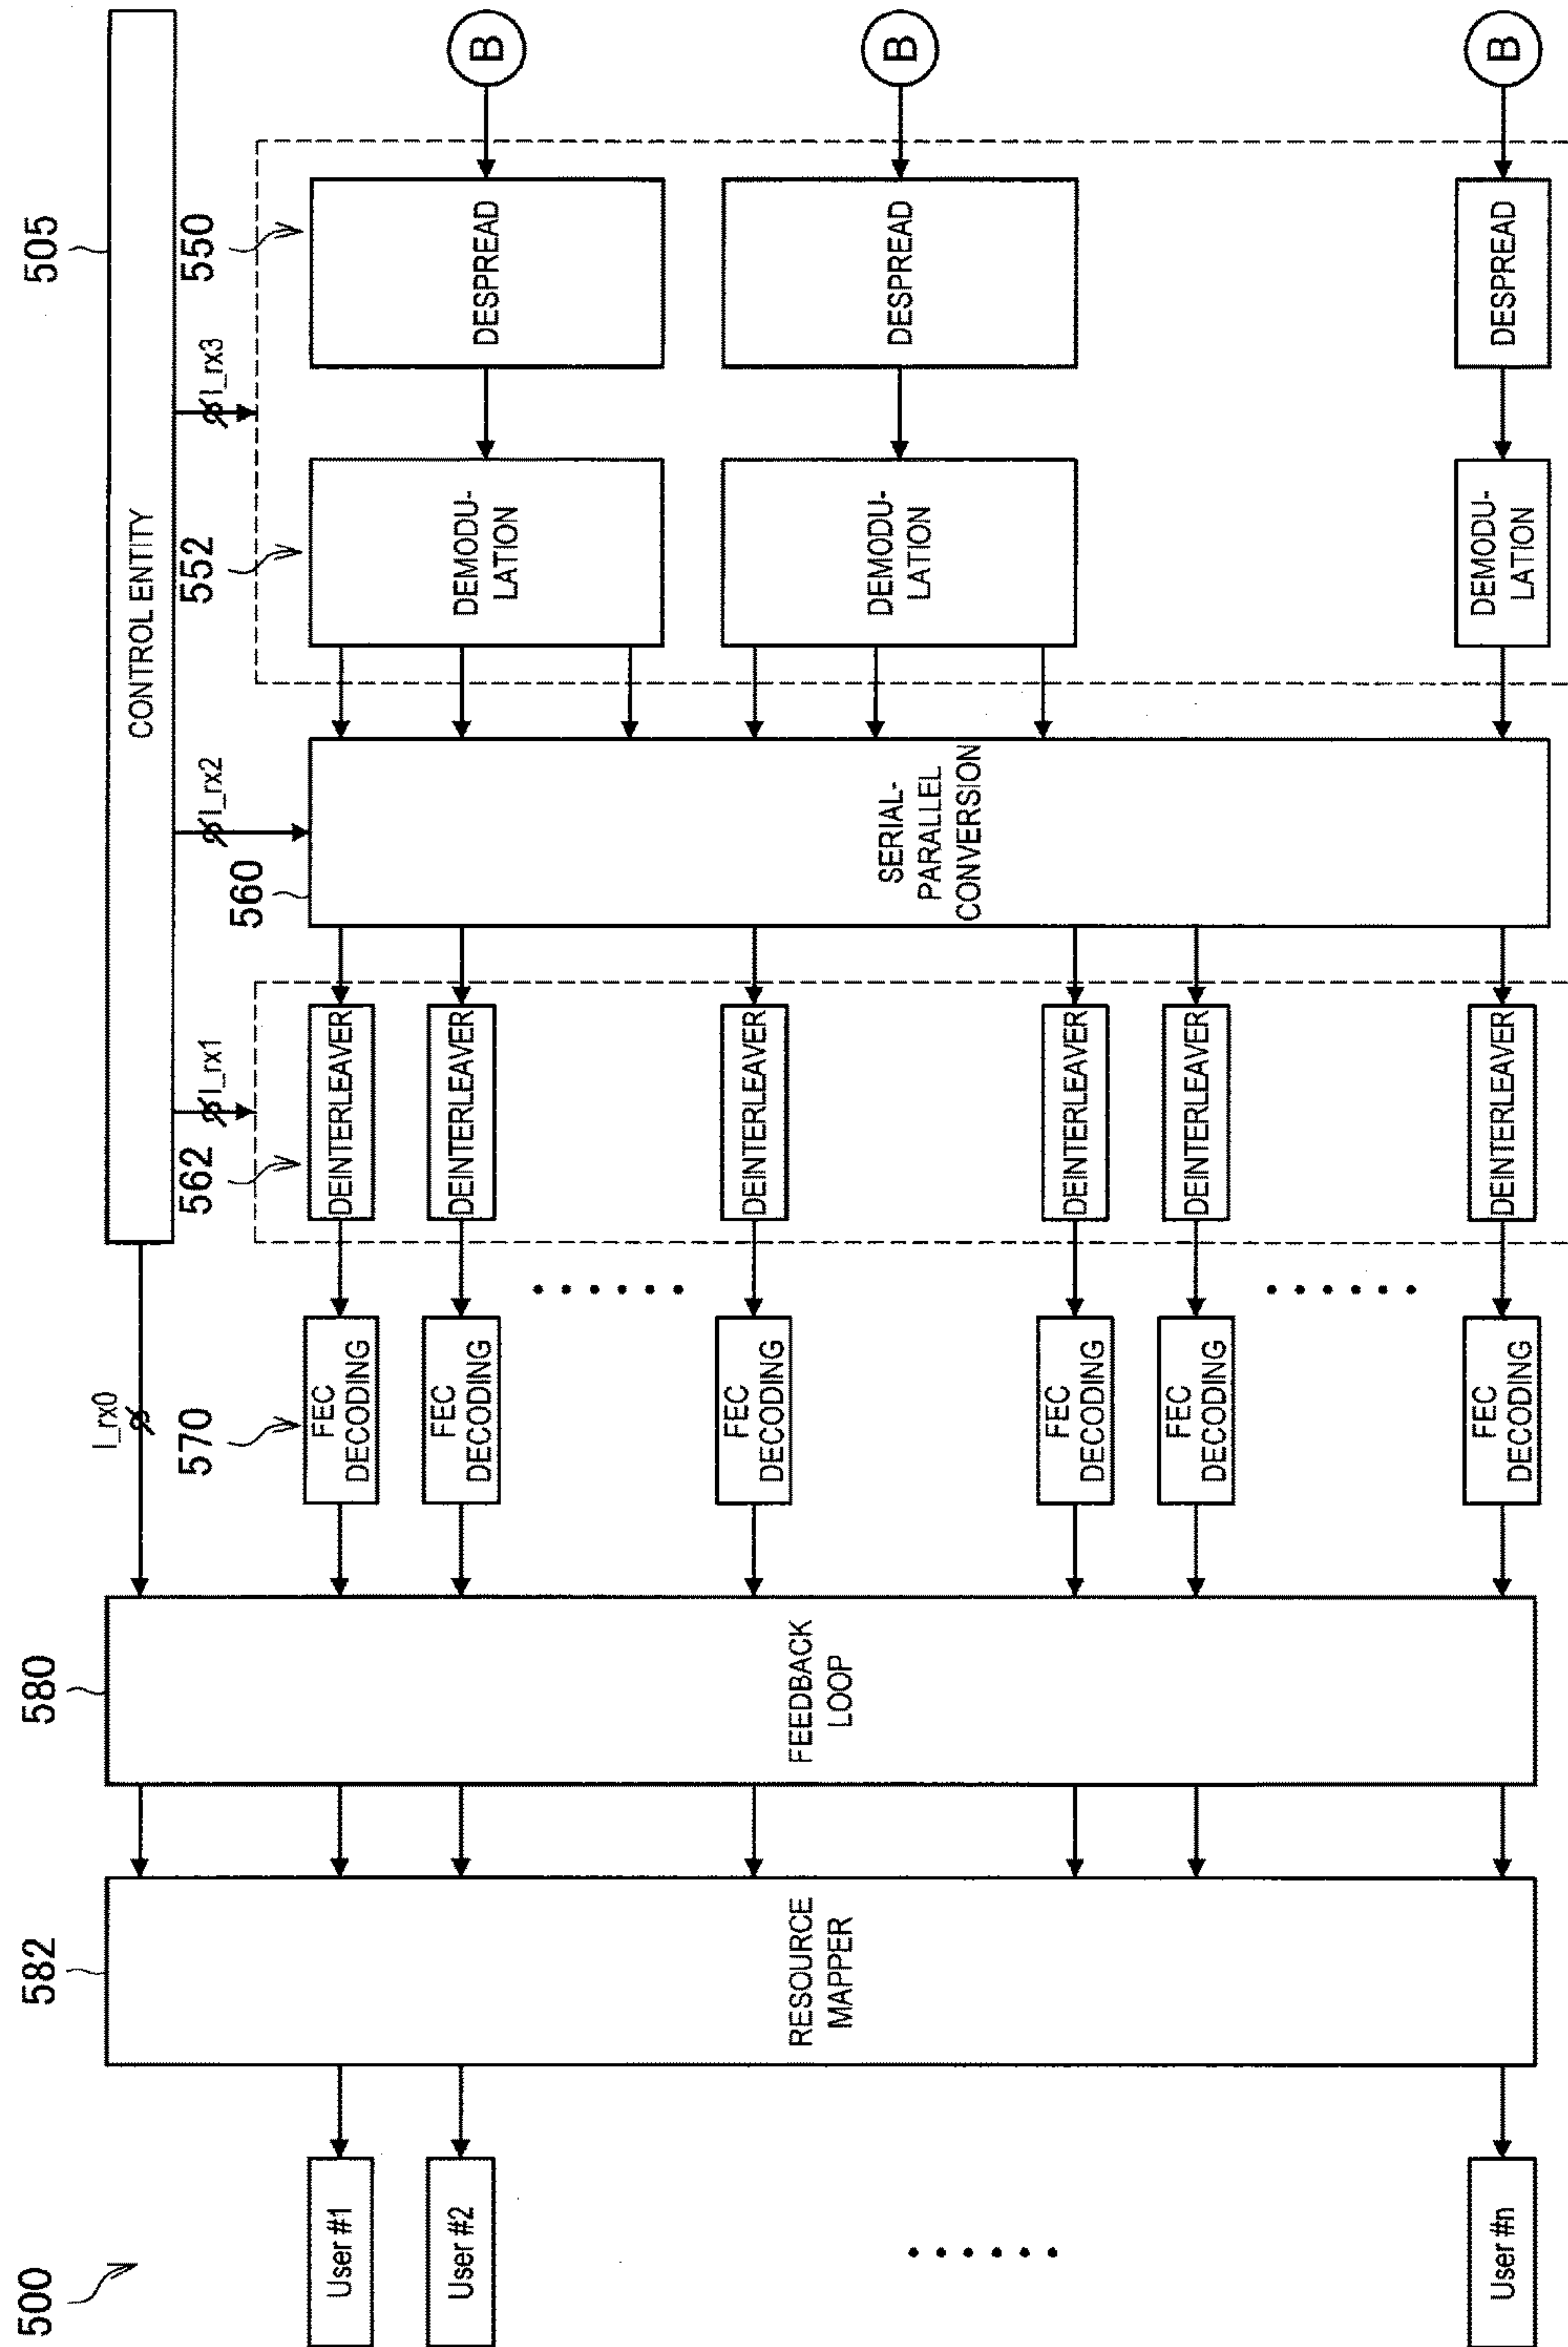 500
582
580
505
User #1
User #2
User #n
RESOURCE
MAPPER
FEEDBACK
LOOP
I_rx0
CONTROL ENTITY
570
FEC
DECODING
FEC
DECODING
FEC
DECODING
FEC
DECODING
FEC
DECODING
FEC
DECODING
562
I_rx1
DEINTERLEAVER
DEINTERLEAVER
DEINTERLEAVER
DEINTERLEAVER
DEINTERLEAVER
DEINTERLEAVER
560
I_rx2
SERIAL-
PARALLEL
CONVERSION
552
I_rx3
DEMODU-
LATION
DEMODU-
LATION
DEMODU-
LATION
550
DESPREAD
DESPREAD
DESPREAD
B
B
B